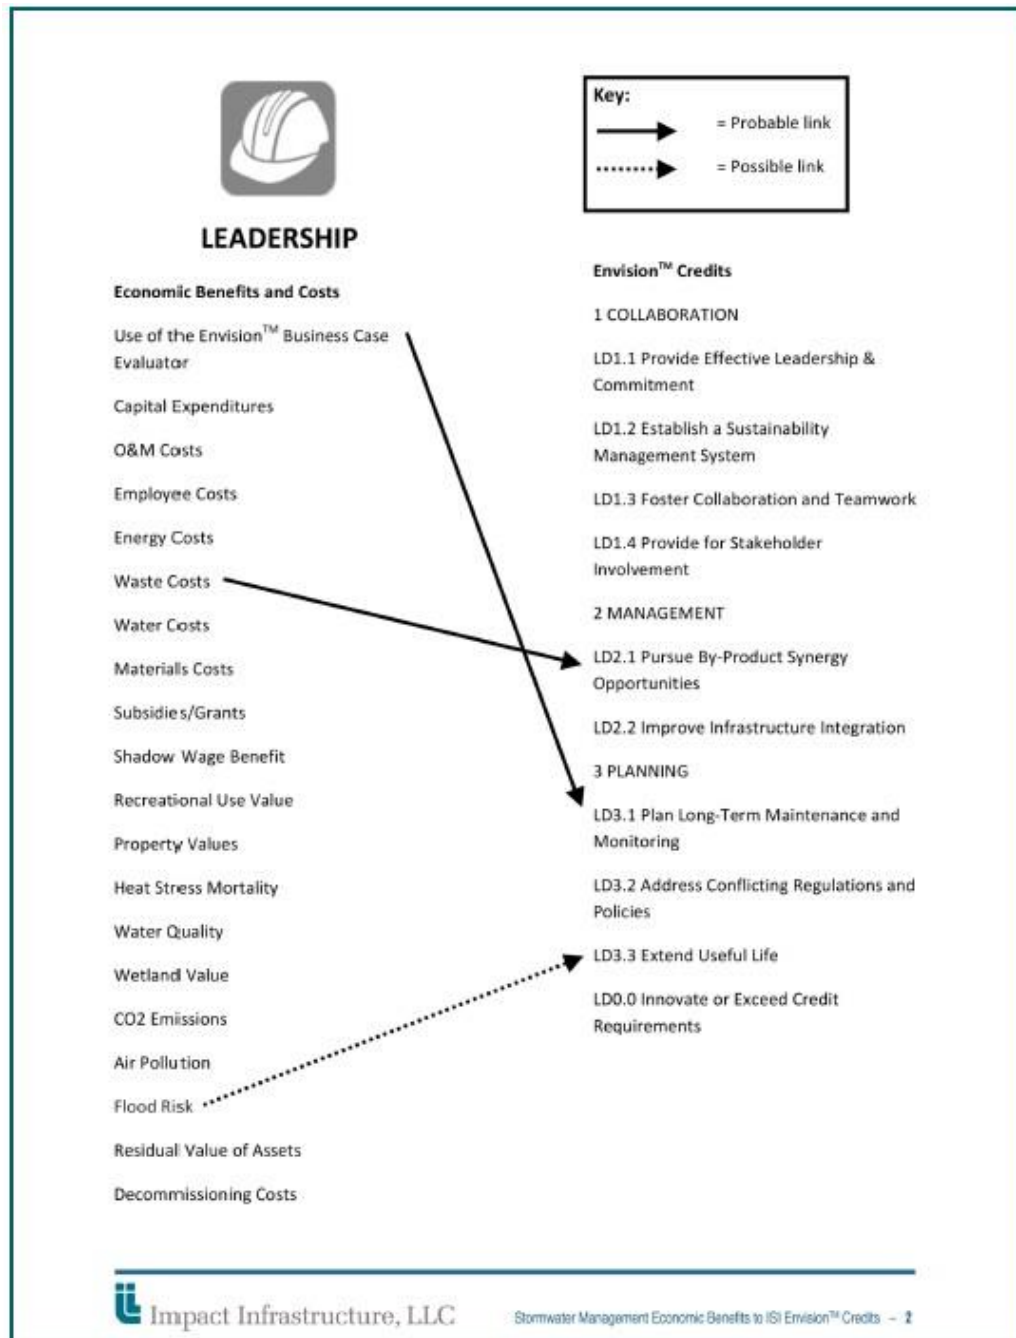 LEADERSHIP
Economic Benefits and Costs
Use of the Envision™ Business Case
Evaluator
Capital Expenditures
O&M Costs
Employee Costs
Energy Costs
Waste Costs
Water Costs
Materialls Costs
Subsidies/Grants
Shadow Wage Benefit
Recreational Use Value
Property Values
Heat Stress Mortality
Water Quality
Wetland Value
CO2 Emissions
Air Pollution
Flood Risk
Residual Value of Assets
Decommissioning Costs
Key:
= Probable link
= Possible link
Envision™ Credits
1 COLLABORATION
LD1.1 Provide Effective Leadership &
Commitment
LD1.2 Establish a Sustainability
Management System
LD1.3 Foster Collaboration and Teamwork
LD1.4 Provide for Stakeholder
Involvement
2 MANAGEMENT
LD2.1 Pursue By-Product Synergy
Opportunities
LD2.2 Improve Infrastructure Integration
3 PLANNING
LD3.1 Plan Long-Term Maintenance and
Monitoring
LD3.2 Address Conflicting Regulations and
Policies
LD3.3 Extend Useful Life
LD0.0 Innovate or Exceed Credit
Requirements
Impact Infrastructure, LLC
Stormwater Management Economic Benefits to ISI Envision™ Credits – 2